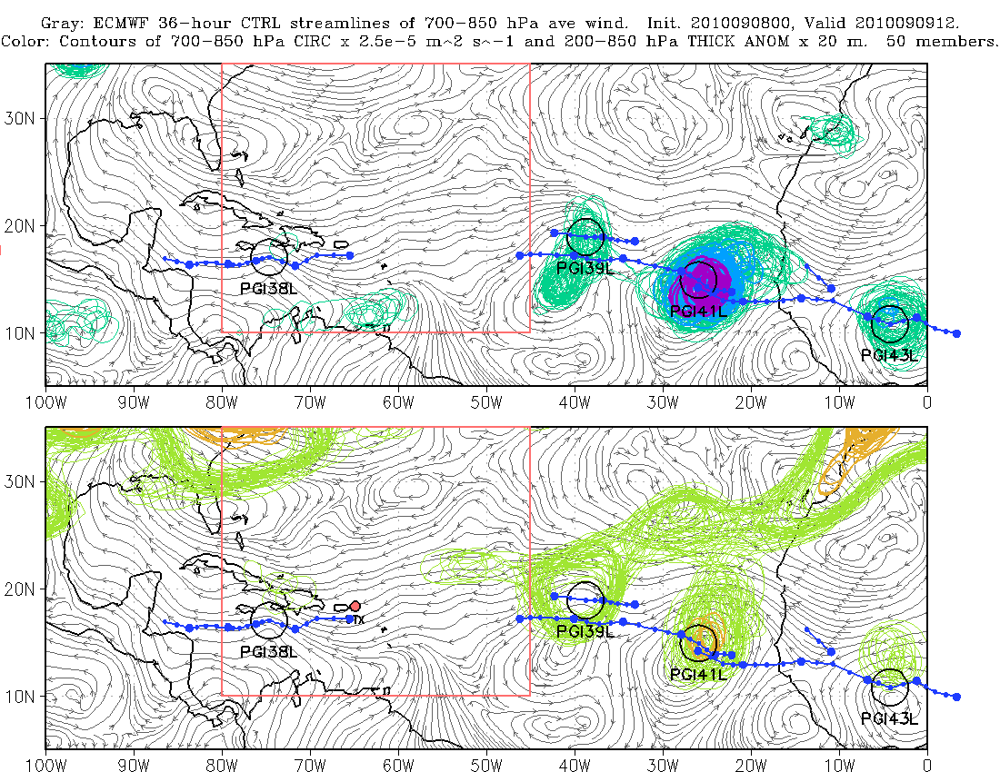 Gray: ECMWF 36-hour CTRL streamlines of 700-850 hPa ave wind. Init. 2010090800, Valid 2010090912.
Color: Contours of 700-850 hPa CIRC x 2.5e-5 m^2 s^-1 and 200-850 hPa THICK ANOM x 20 m. 50 members.
30N
20N
10N
PGI38L
PGI39L
PGI41L
PGI43L
100W 90W 80W 70W 60W 50W 40W 30W 20W 10W 0
30N
20N
10N
TX
PGI38L
PGI39L
PGI41L
PGI43L
100W 90W 80W 70W 60W 50W 40W 30W 20W 10W 0